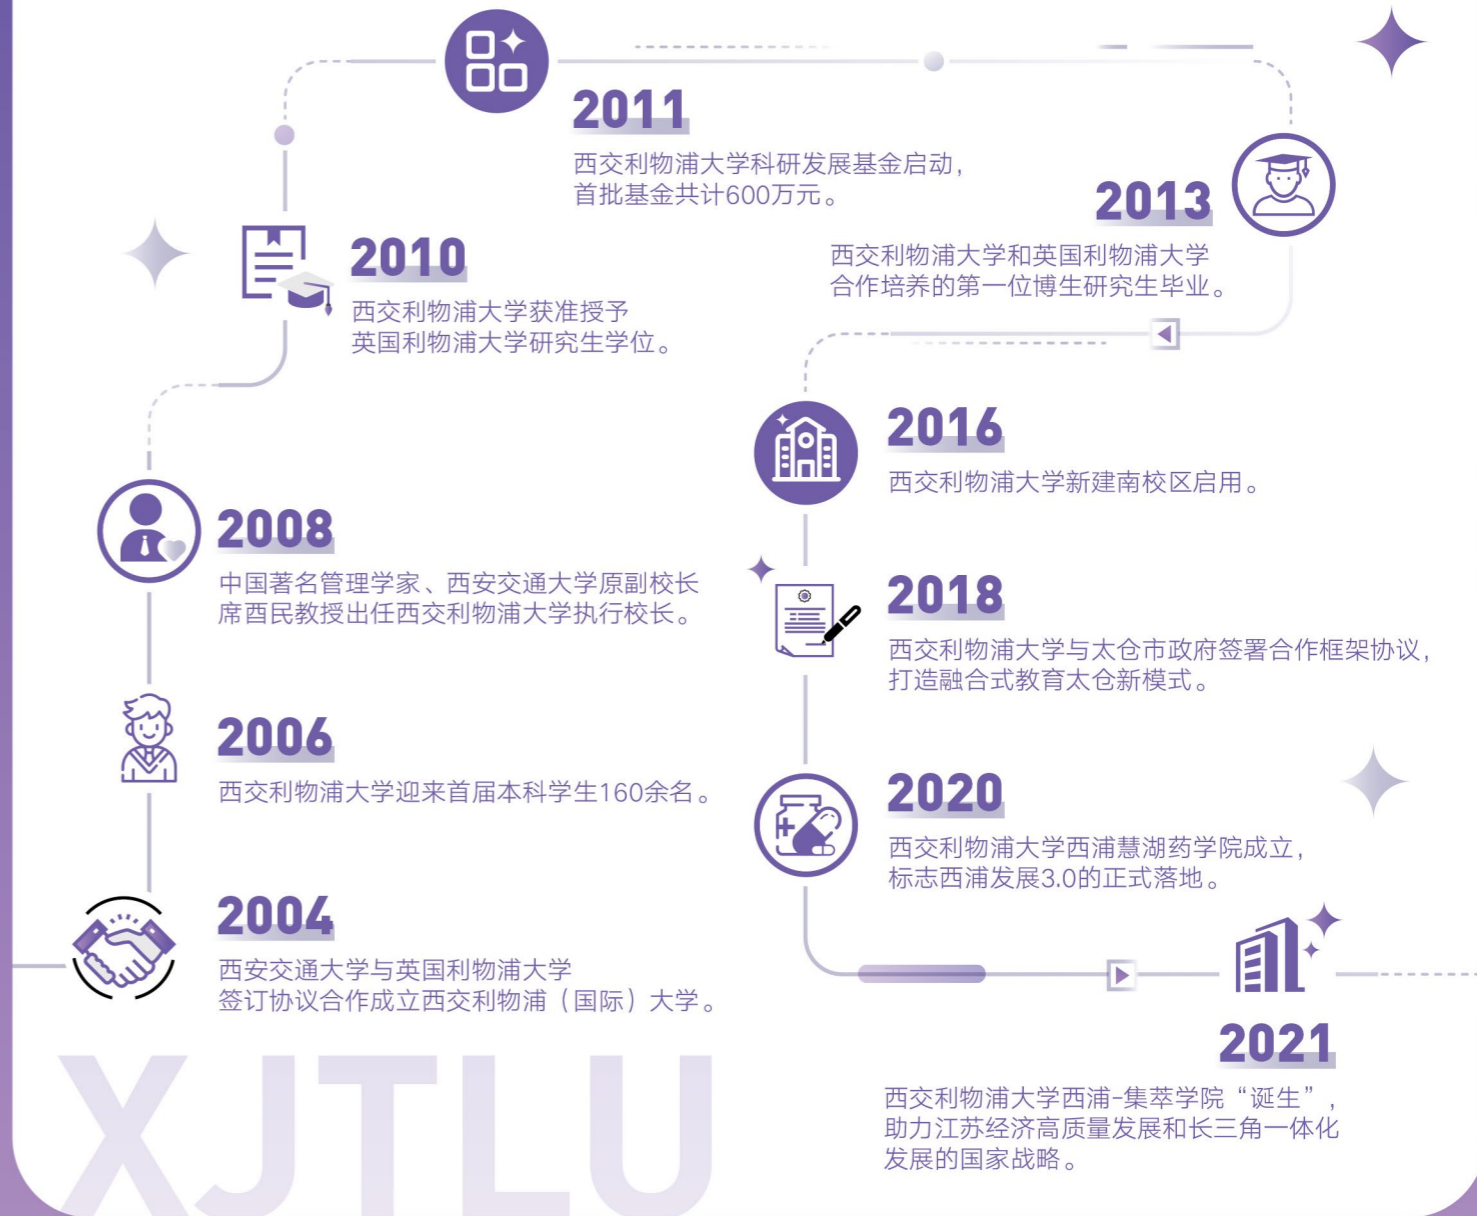 2011
西交利物浦大学科研发展基金启动，
首批基金共计600万元。
2013
西交利物浦大学和英国利物浦大学
合作培养的第一位博生研究生毕业。
2010
西交利物浦大学获准授予
英国利物浦大学研究生学位。
2016
西交利物浦大学新建南校区启用。
2008
中国著名管理学家、西安交通大学原副校长
席酉民教授出任西交利物浦大学执行校长。
2018
西交利物浦大学与太仓市政府签署合作框架协议，
打造融合式教育太仓新模式。
2006
西交利物浦大学迎来首届本科学生160余名。
2020
西交利物浦大学西浦慧湖药学院成立，
标志西浦发展3.0的正式落地。
2004
西安交通大学与英国利物浦大学
签订协议合作成立西交利物浦（国际）大学。
2021
西交利物浦大学西浦-集萃学院“诞生”，
助力江苏经济高质量发展和长三角一体化
发展的国家战略。
XJTLU